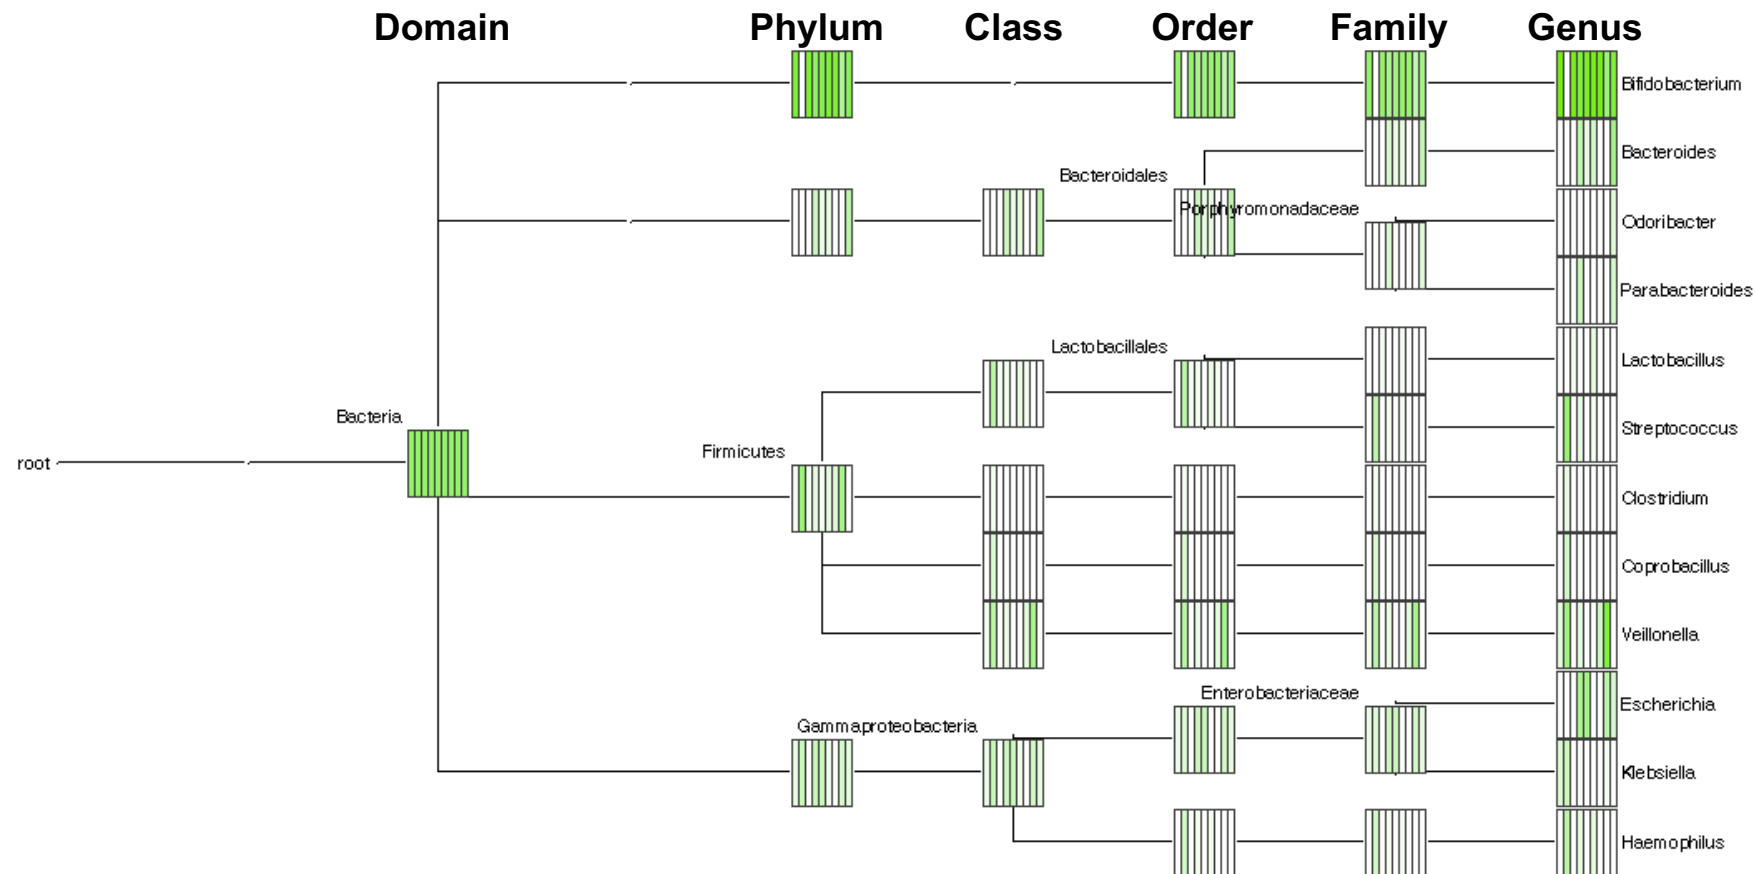 Domain Phylum Class Order Family Genus
Bifidobacterium
Bacteroides
Bacteroidales
Porphyromonadaceae
Odoribacter
Parabacteroides
Lactobacillales
Lactobacillus
Bacteria
Streptococcus
Firmicutes
root
Clostridium
Coprobacillus
Veillonella
Enterobacteriaceae
Escherichia
Gammaproteobacteria
Klebsiella
Haemophilus